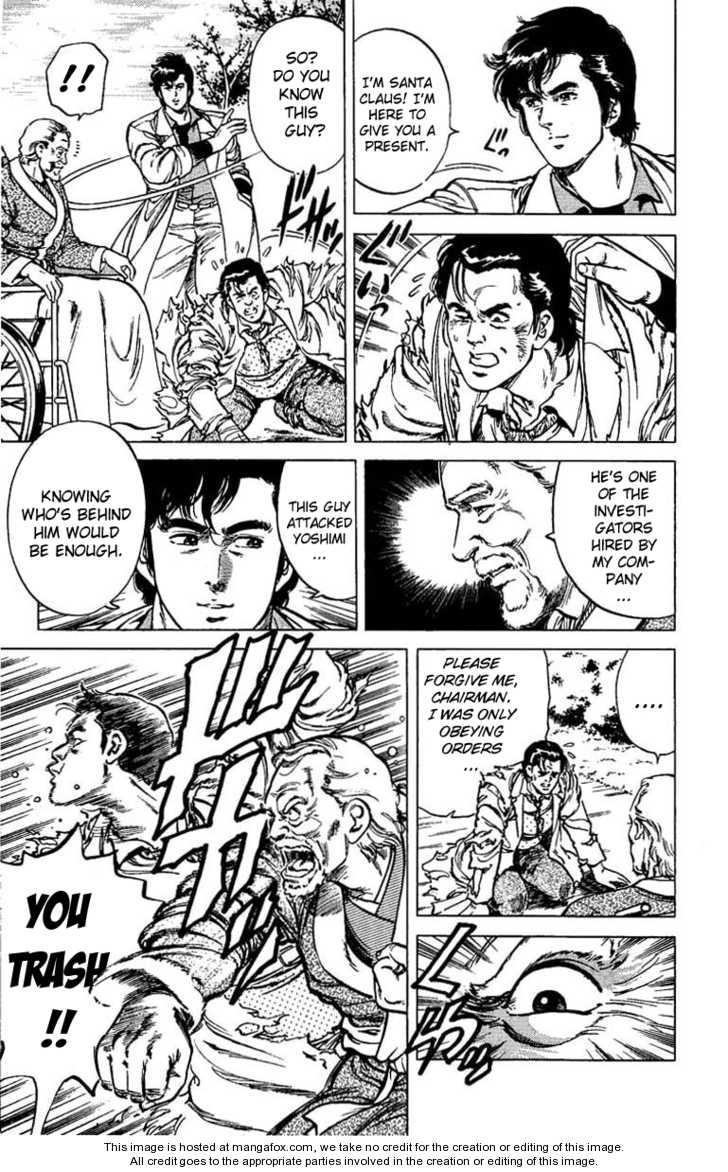 I'M SANTA
CLAUS! I'M
HERE TO
GIVE YOU A
PRESENT.
SO?
DO YOU
KNOW
THIS
GUY?
!!
HE'S ONE
OF THE
INVESTI-
GATORS
HIRED BY
MY COM-
PANY
...
THIS GUY
ATTACKED
YOSHIMI
...
KNOWING
WHO'S BEHIND
HIM WOULD
BE ENOUGH.
....
PLEASE
FORGIVE ME,
CHAIRMAN.
I WAS ONLY
OBEYING
ORDERS
...
YOU
TRASH
!!
This image is hosted at mangafox.com, we take no credit for the creation or editing of this image.
All credit goes to the appropriate parties involved in the creation or editing of this image.